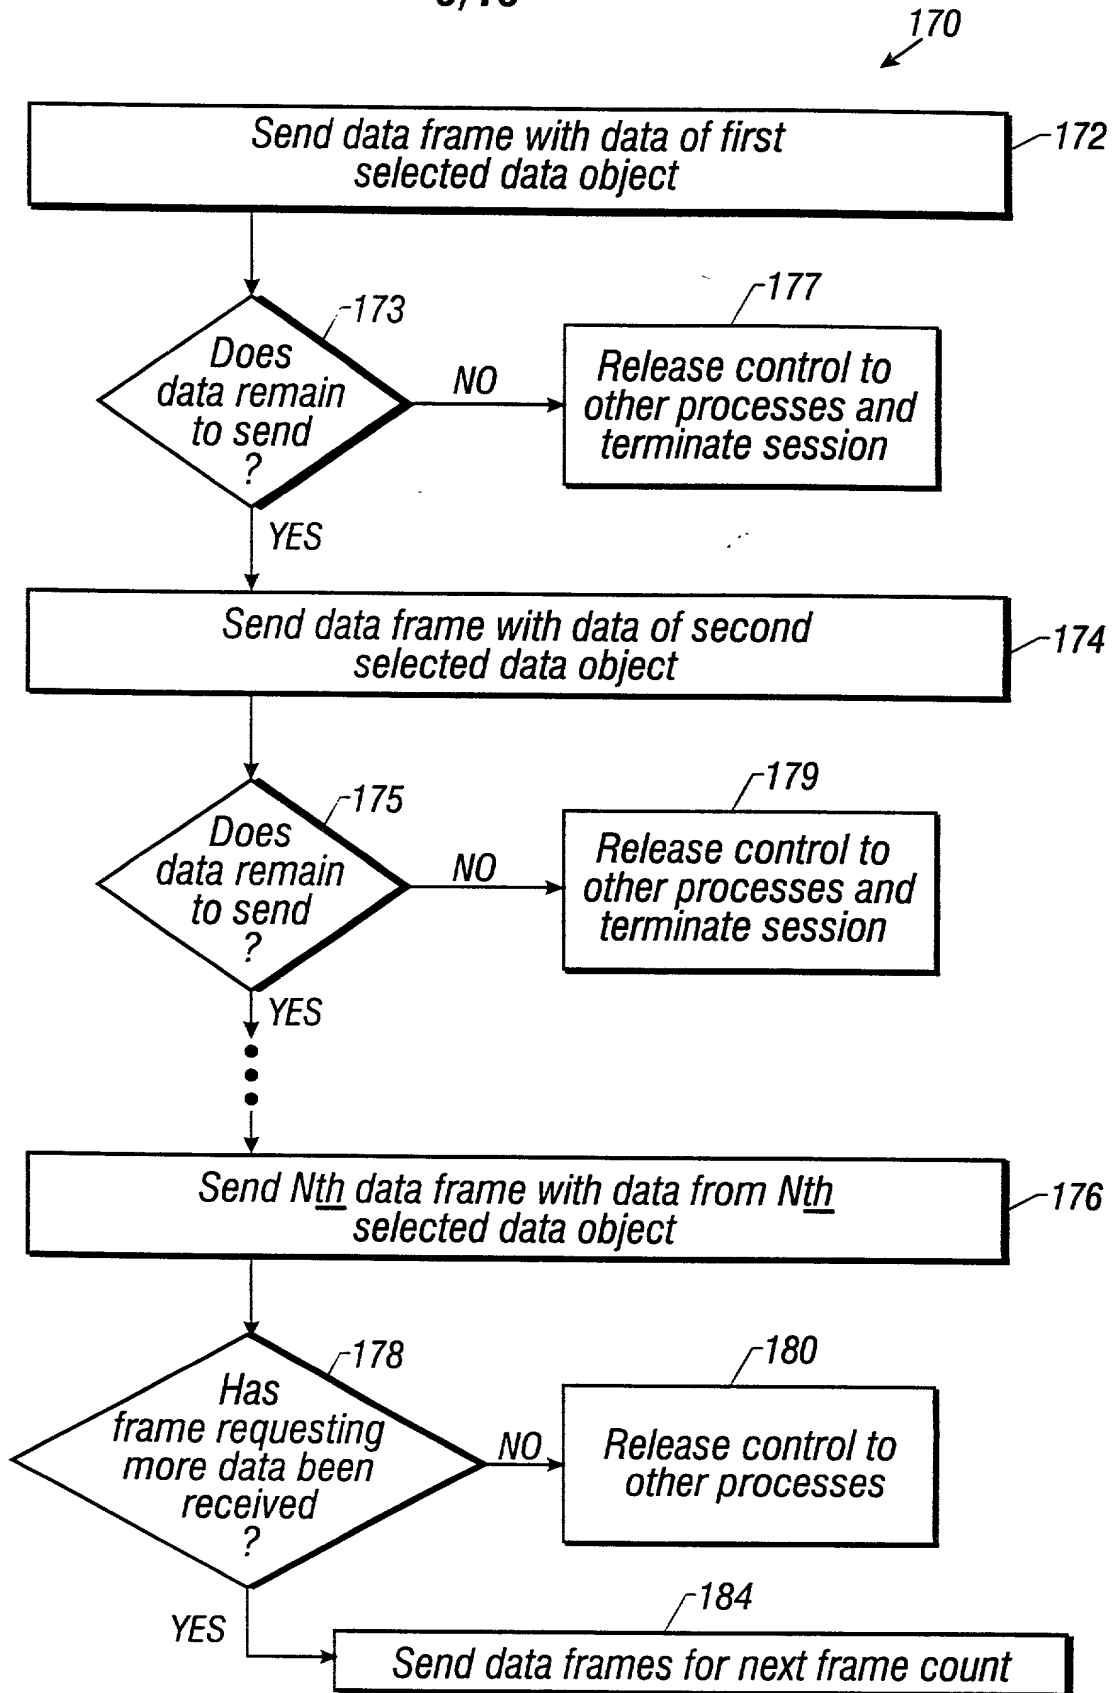 170
Send data frame with data of first
selected data object
172
173
Does
data remain
to send
?
NO
177
Release control to
other processes and
terminate session
YES
Send data frame with data of second
selected data object
174
175
Does
data remain
to send
?
NO
179
Release control to
other processes and
terminate session
YES
Send Nth data frame with data from Nth
selected data object
176
178
Has
frame requesting
more data been
received
?
NO
180
Release control to
other processes
YES
184
Send data frames for next frame count